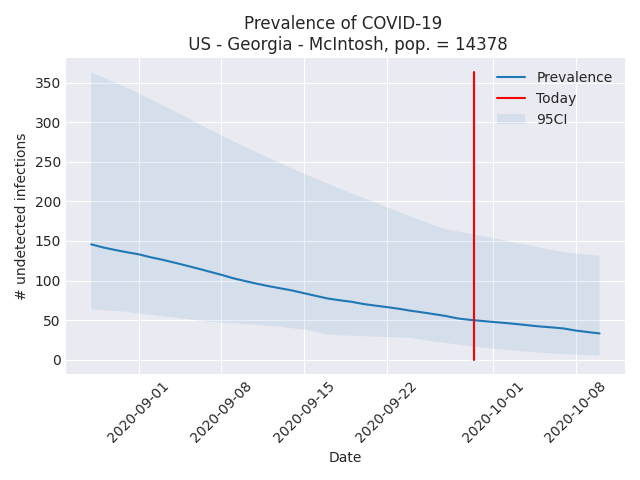 Prevalence of COVID-19
US - Georgia - McIntosh, pop. = 14378
Prevalence
Today
95CI
# undetected infections
350
300
250
200
150
100
50
0
2020-09-01
2020-09-08
2020-09-15
2020-09-22
2020-10-01
2020-10-08
Date